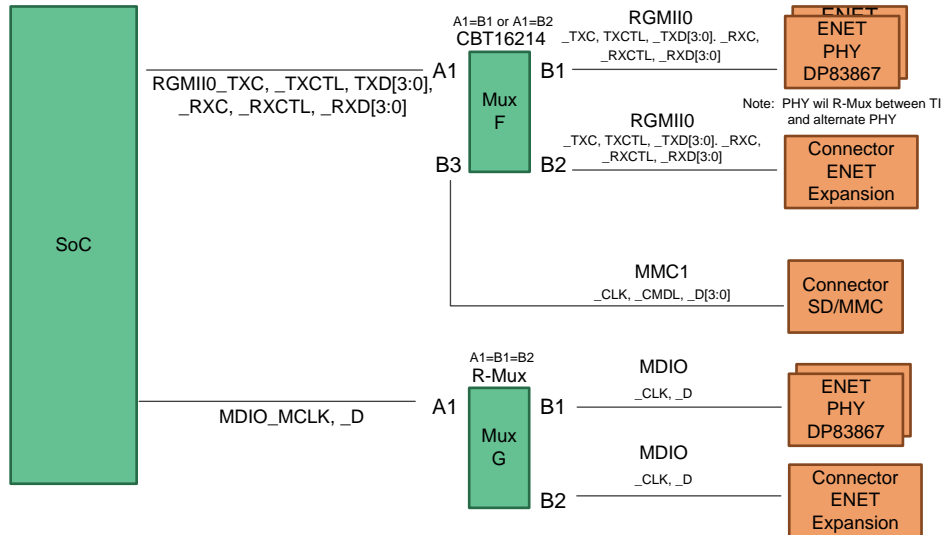 SoC
RGMII0_TXC, _TXCTL, TXD[3:0],
_RXC, _RXCTL, _RXD[3:0]
A1=B1 or A1=B2
CBT16214
A1
B1
Mux
F
B3
B2
RGMII0
_TXC, TXCTL, _TXD[3:0]. _RXC,
_RXCTL, _RXD[3:0]
ENET
ENET
PHY
DP83867
Note: PHY wil R-Mux between TI
and alternate PHY
RGMII0
_TXC, TXCTL, _TXD[3:0]. _RXC,
_RXCTL, _RXD[3:0]
Connector
ENET
Expansion
MMC1
_CLK, _CMDL, _D[3:0]
Connector
SD/MMC
MDIO_MCLK, _D
A1=B1=B2
R-Mux
A1
B1
Mux
G
B2
MDIO
_CLK, _D
ENET
PHY
DP83867
MDIO
_CLK, _D
Connector
ENET
Expansion